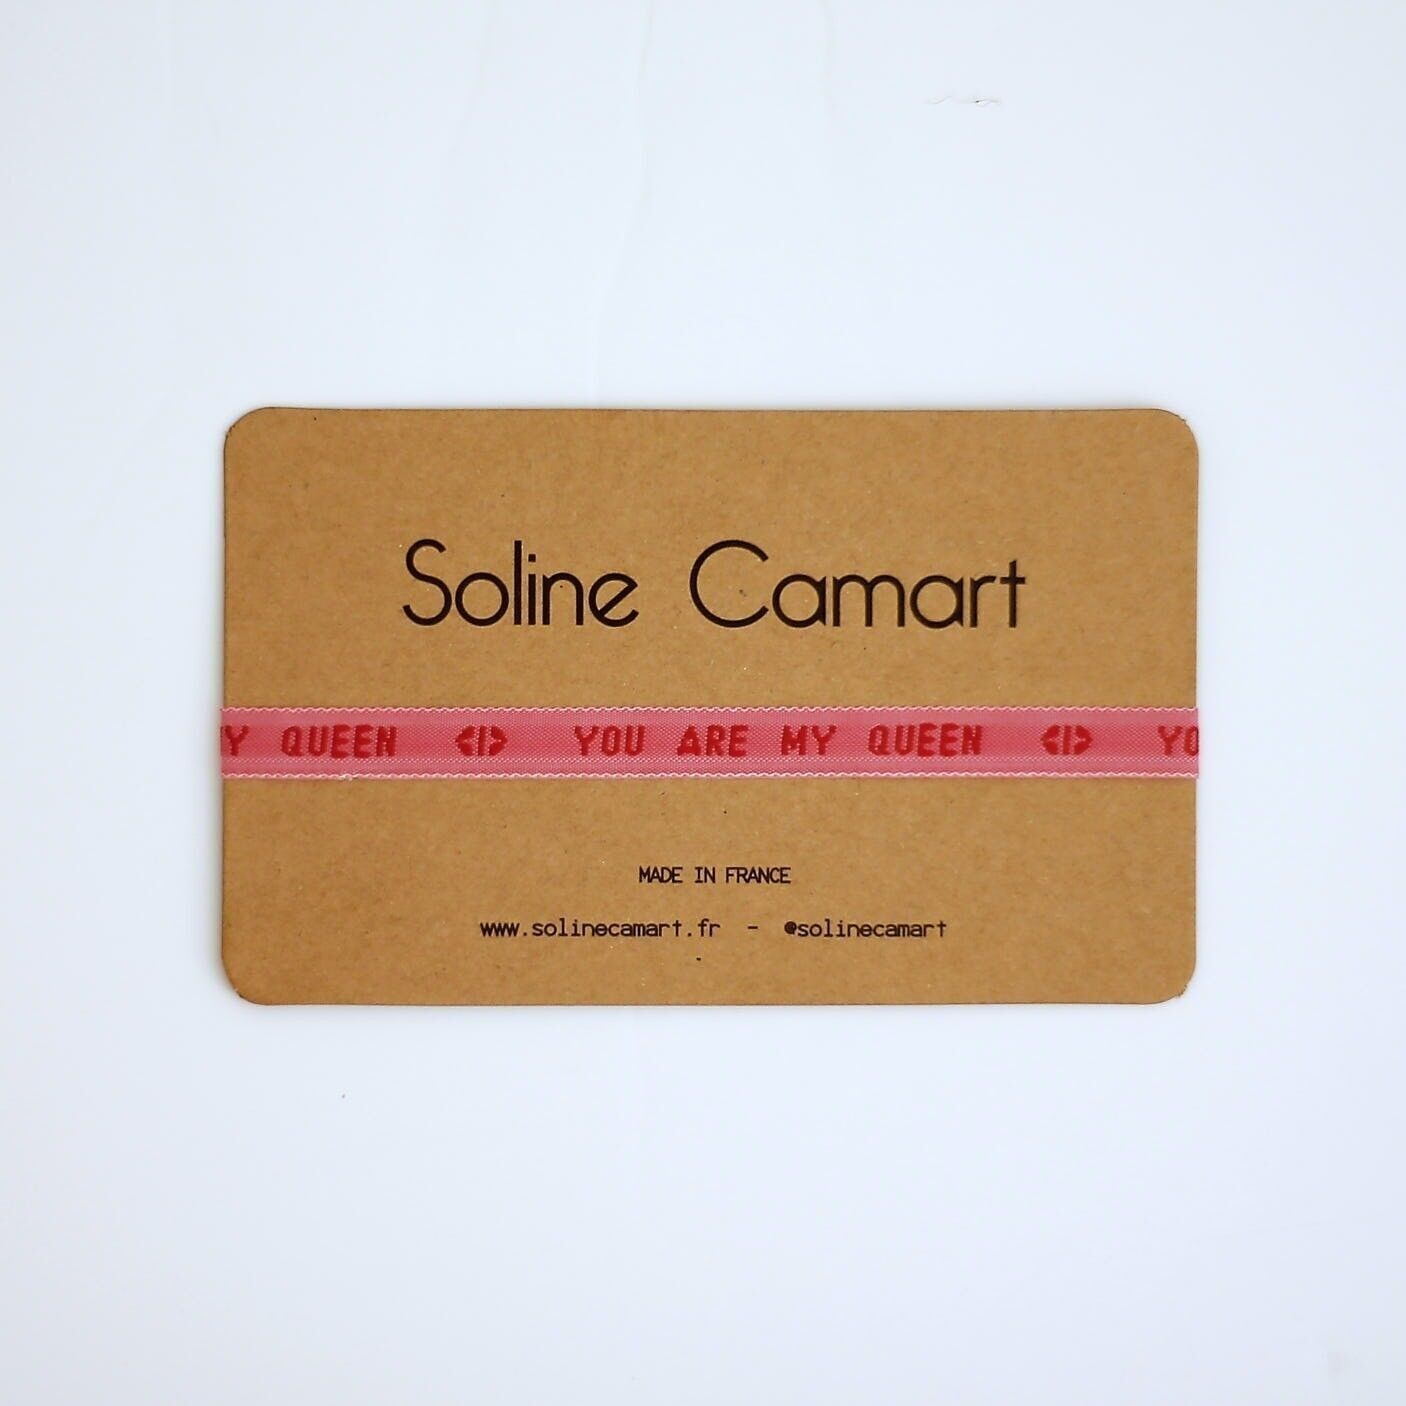 Soline Camart
Y QUEEN <I> YOU ARE MY QUEEN <I> YO
MADE IN FRANCE
www.solinecamart.fr - @solinecamart